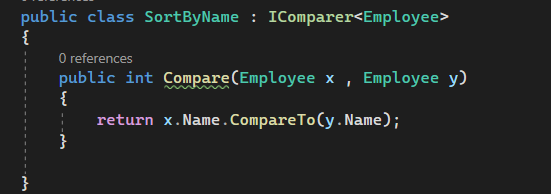 public class SortByName : IComparer<Employee>
{
0 references
public int Compare(Employee x , Employee y)
{
return x.Name.CompareTo(y.Name);
}
}